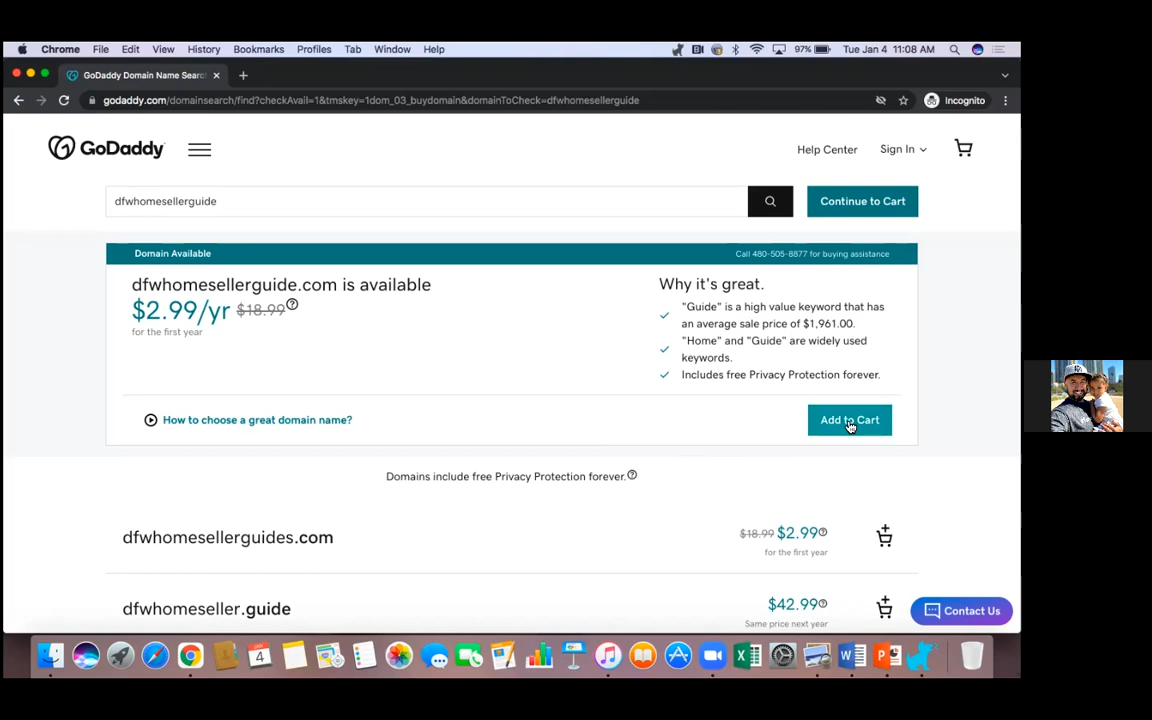 Chrome File Edit View History Bookmarks Profiles Tab Window Help 97% Tue Jan 4 11:08 AM
GoDaddy Domain Name Searc
godaddy.com/domainsearch/find?checkAvail=1&tmskey=1dom_03_buydomain&domainToCheck=dfwhomesellerguide
Incognito
GoDaddy
Help Center Sign In
dfwhomesellerguide
Continue to Cart
Domain Available
Call 480-505-8877 for buying assistance
dfwhomesellerguide.com is available
$2.99/yr $18.99
for the first year
Why it's great.
"Guide" is a high value keyword that has
an average sale price of $1,961.00.
"Home" and "Guide" are widely used
keywords.
Includes free Privacy Protection forever.
How to choose a great domain name?
Add to Cart
Domains include free Privacy Protection forever.
dfwhomesellerguides.com
$18.99 $2.99
for the first year
dfwhomeseller.guide
$42.99
Same price next year
Contact Us